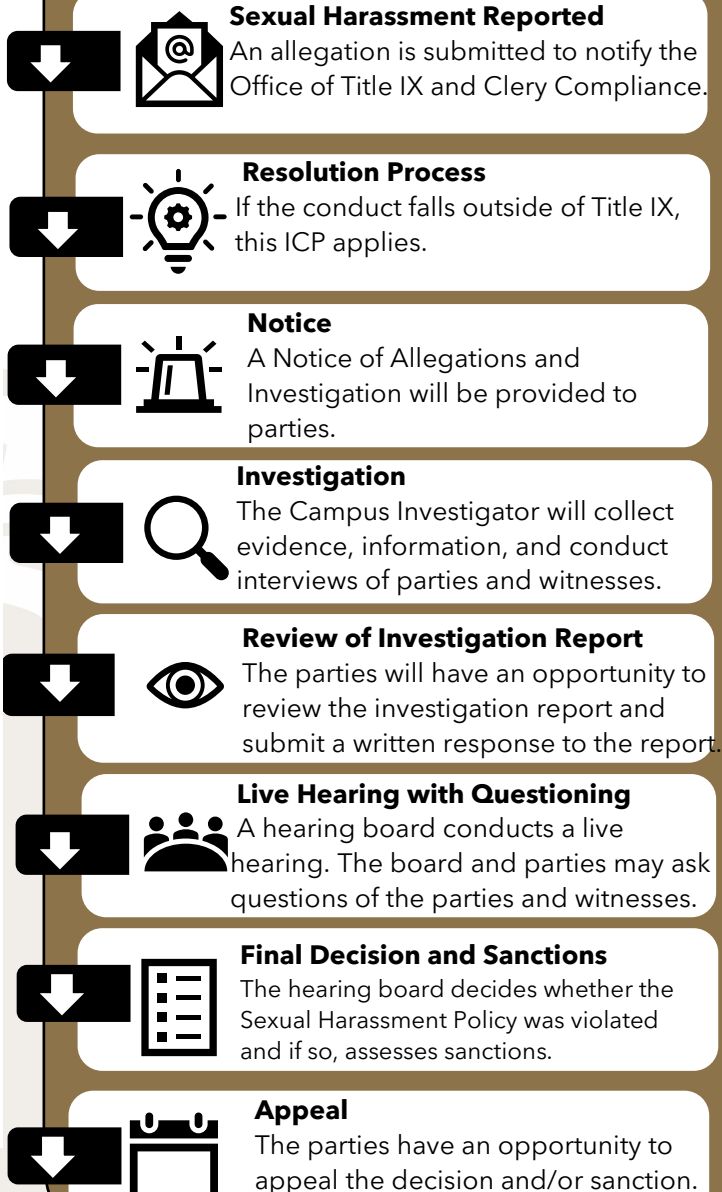 Sexual Harassment Reported
An allegation is submitted to notify the
Office of Title IX and Clery Compliance.
Resolution Process
If the conduct falls outside of Title IX,
this ICP applies.
Notice
A Notice of Allegations and
Investigation will be provided to
parties.
Investigation
The Campus Investigator will collect
evidence, information, and conduct
interviews of parties and witnesses.
Review of Investigation Report
The parties will have an opportunity to
review the investigation report and
submit a written response to the report.
Live Hearing with Questioning
A hearing board conducts a live
hearing. The board and parties may ask
questions of the parties and witnesses.
Final Decision and Sanctions
The hearing board decides whether the
Sexual Harassment Policy was violated
and if so, assesses sanctions.
Appeal
The parties have an opportunity to
appeal the decision and/or sanction.